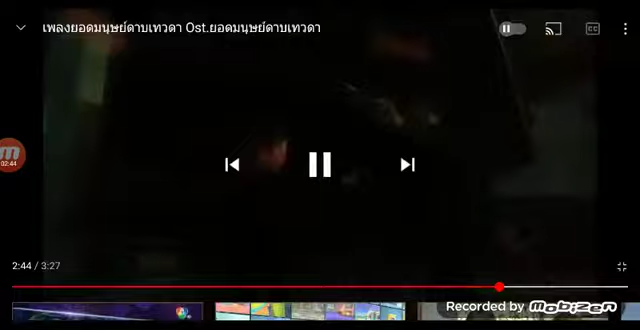 เพลงยอดมนุษย์ดาบเทวดา Ost.ยอดมนุษย์ดาบเทวดา
CC
02:44
2:44 / 3:27
Recorded by mobizen